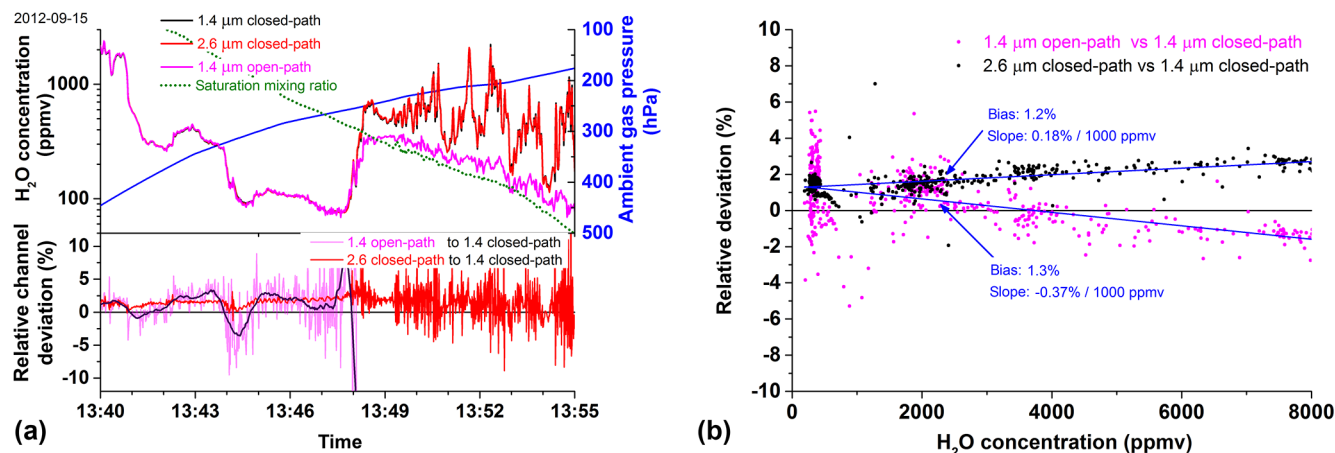 2012-09-15
1.4 μm closed-path
2.6 μm closed-path
1.4 μm open-path
Saturation mixing ratio
H2O concentration
(ppmv)
1000
100
100
200
300
400
500
Ambient gas pressure
(hPa)
1.4 open-path to 1.4 closed-path
2.6 closed-path to 1.4 closed-path
Relative channel
deviation (%)
10
5
0
-5
-10
13:40
13:43
13:46
13:49
13:52
13:55
Time
(a)
1.4 μm open-path vs 1.4 μm closed-path
2.6 μm closed-path vs 1.4 μm closed-path
Bias: 1.2%
Slope: 0.18% / 1000 ppmv
Bias: 1.3%
Slope: -0.37% / 1000 ppmv
Relative deviation (%)
10
8
6
4
2
0
-2
-4
-6
-8
-10
0
2000
4000
6000
8000
H2O concentration (ppmv)
(b)